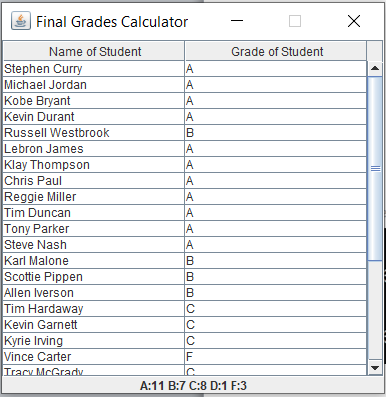 Final Grades Calculator
Name of Student Grade of Student
Stephen Curry A
Michael Jordan A
Kobe Bryant A
Kevin Durant A
Russell Westbrook B
Lebron James A
Klay Thompson A
Chris Paul A
Reggie Miller A
Tim Duncan A
Tony Parker A
Steve Nash A
Karl Malone B
Scottie Pippen B
Allen Iverson B
Tim Hardaway C
Kevin Garnett C
Kyrie Irving C
Vince Carter F
Tracy McGrady C
A:11 B:7 C:8 D:1 F:3